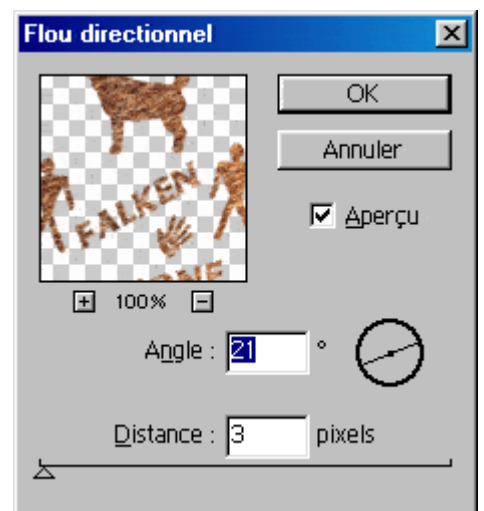 Flou directionnel
OK
Annuler
Aperçu
FALKEN
100%
Angle : 21 °
Distance : 3 pixels